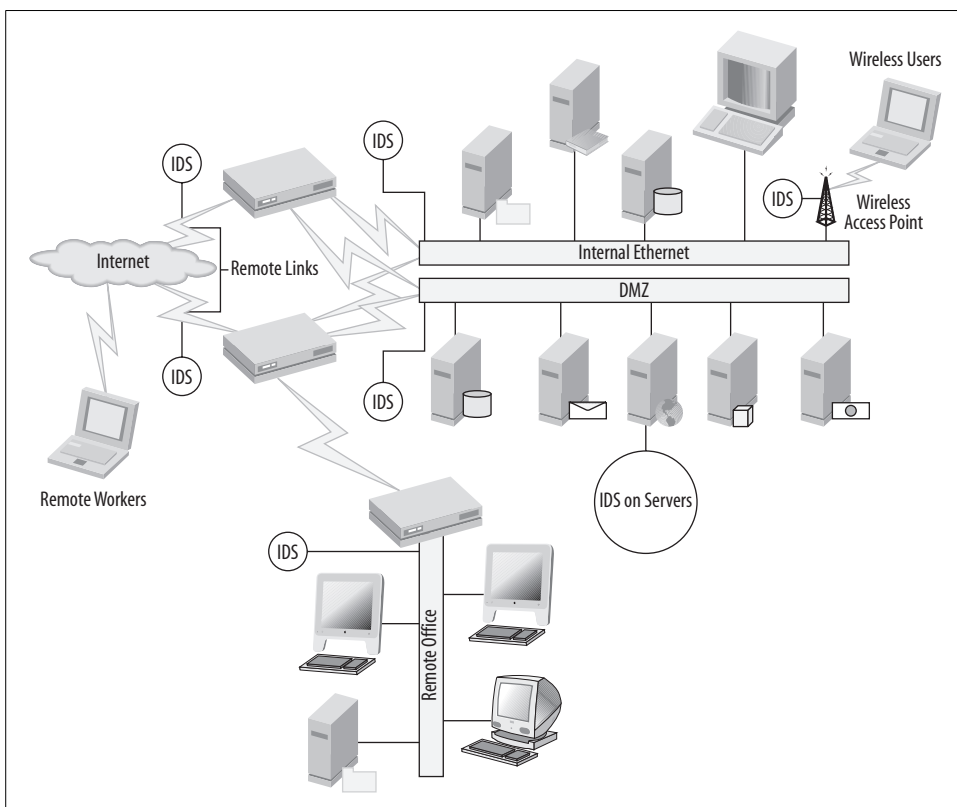 Wireless Users
IDS
IDS
IDS
Wireless
Access Point
Internet
Remote Links
Internal Ethernet
DMZ
IDS
IDS
Remote Workers
IDS on Servers
IDS
Remote Office